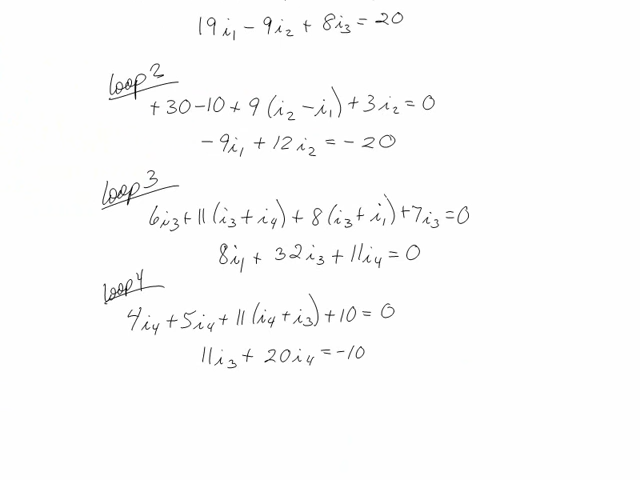 19i₁ - 9i₂ + 8i₃ = 20
Loop 2
+30-10+9(i₂-i₁)+3i₂=0
-9i₁+12i₂=-20
Loop 3
6i₃+11(i₃+i₄)+8(i₃+i₁)+7i₃=0
8i₁+32i₃+11i₄=0
Loop 4
4i₄+5i₄+11(i₄+i₃)+10=0
11i₃+20i₄=-10